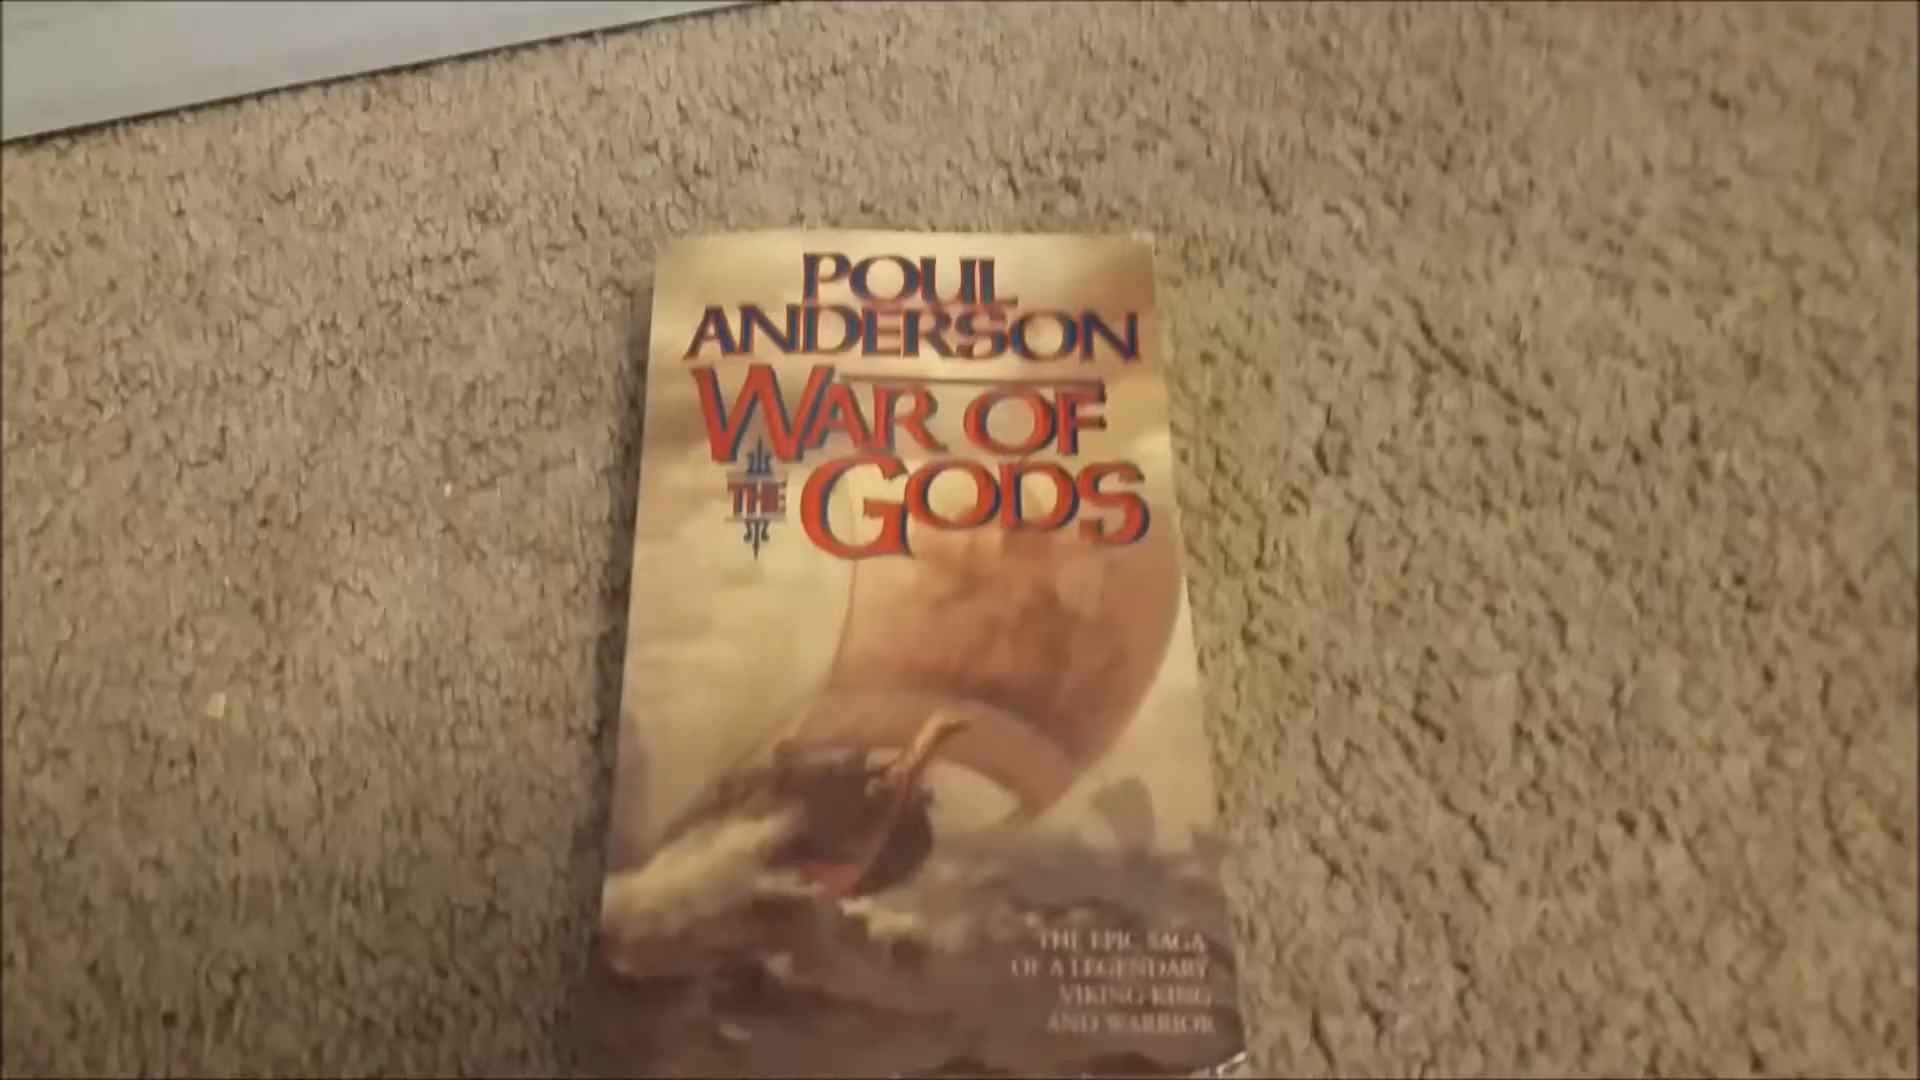 POUL
ANDERSON
WAR OF
THE GODS
THE EPIC SAGA
OF A LEGENDARY
VIKING KING
AND WARRIOR